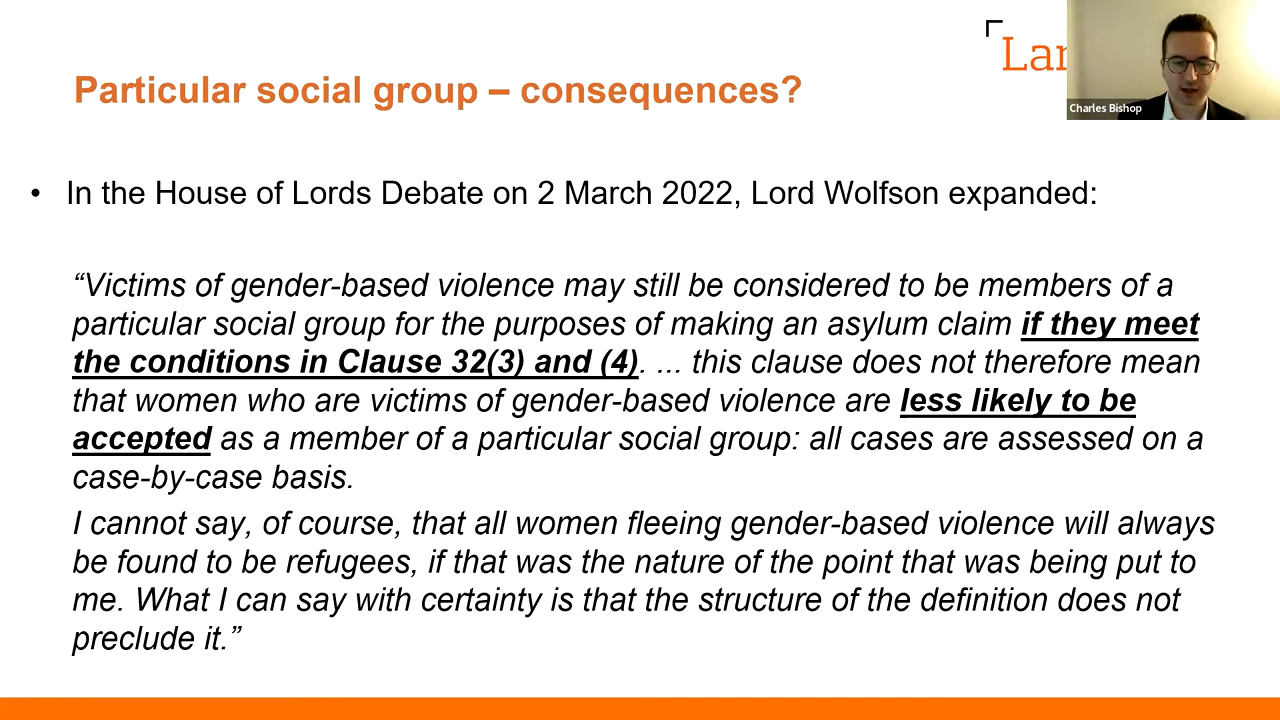 Lan
Particular social group – consequences?
Charles Bishop
• In the House of Lords Debate on 2 March 2022, Lord Wolfson expanded:
“Victims of gender-based violence may still be considered to be members of a
particular social group for the purposes of making an asylum claim if they meet
the conditions in Clause 32(3) and (4). ... this clause does not therefore mean
that women who are victims of gender-based violence are less likely to be
accepted as a member of a particular social group: all cases are assessed on a
case-by-case basis.
I cannot say, of course, that all women fleeing gender-based violence will always
be found to be refugees, if that was the nature of the point that was being put to
me. What I can say with certainty is that the structure of the definition does not
preclude it.”